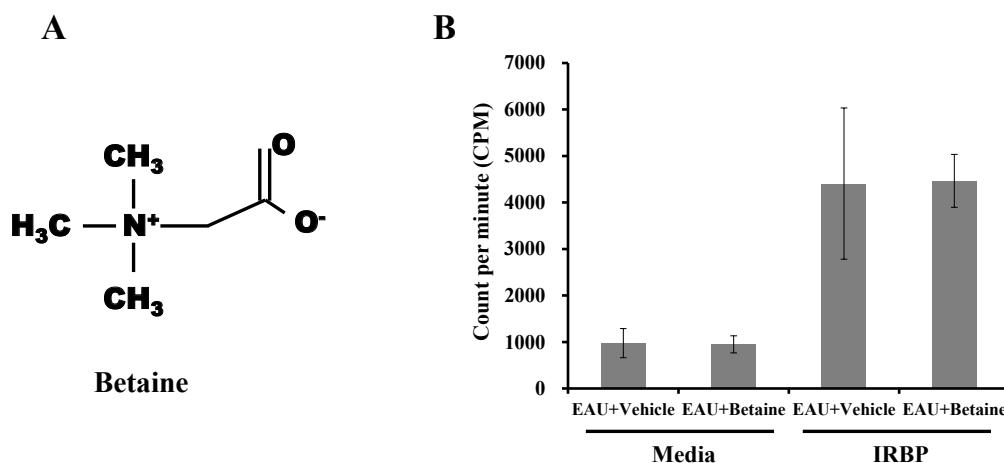 A
CH3
O
H3C
N+
O-
CH3
Betaine
B
Count per minute (CPM)
7000
6000
5000
4000
3000
2000
1000
0
EAU+Vehicle EAU+Betaine EAU+Vehicle EAU+Betaine
Media IRBP